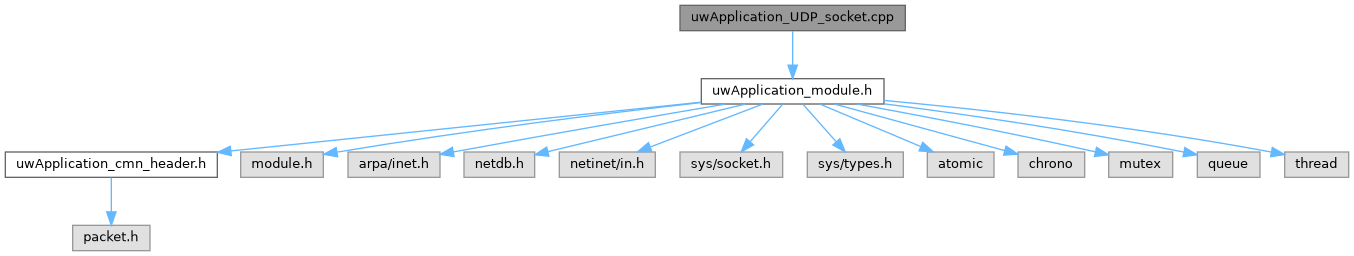 uwApplication_UDP_socket.cpp
uwApplication_module.h
uwApplication_cmn_header.h
module.h
arpa/inet.h
netdb.h
netinet/in.h
sys/socket.h
sys/types.h
atomic
chrono
mutex
queue
thread
packet.h